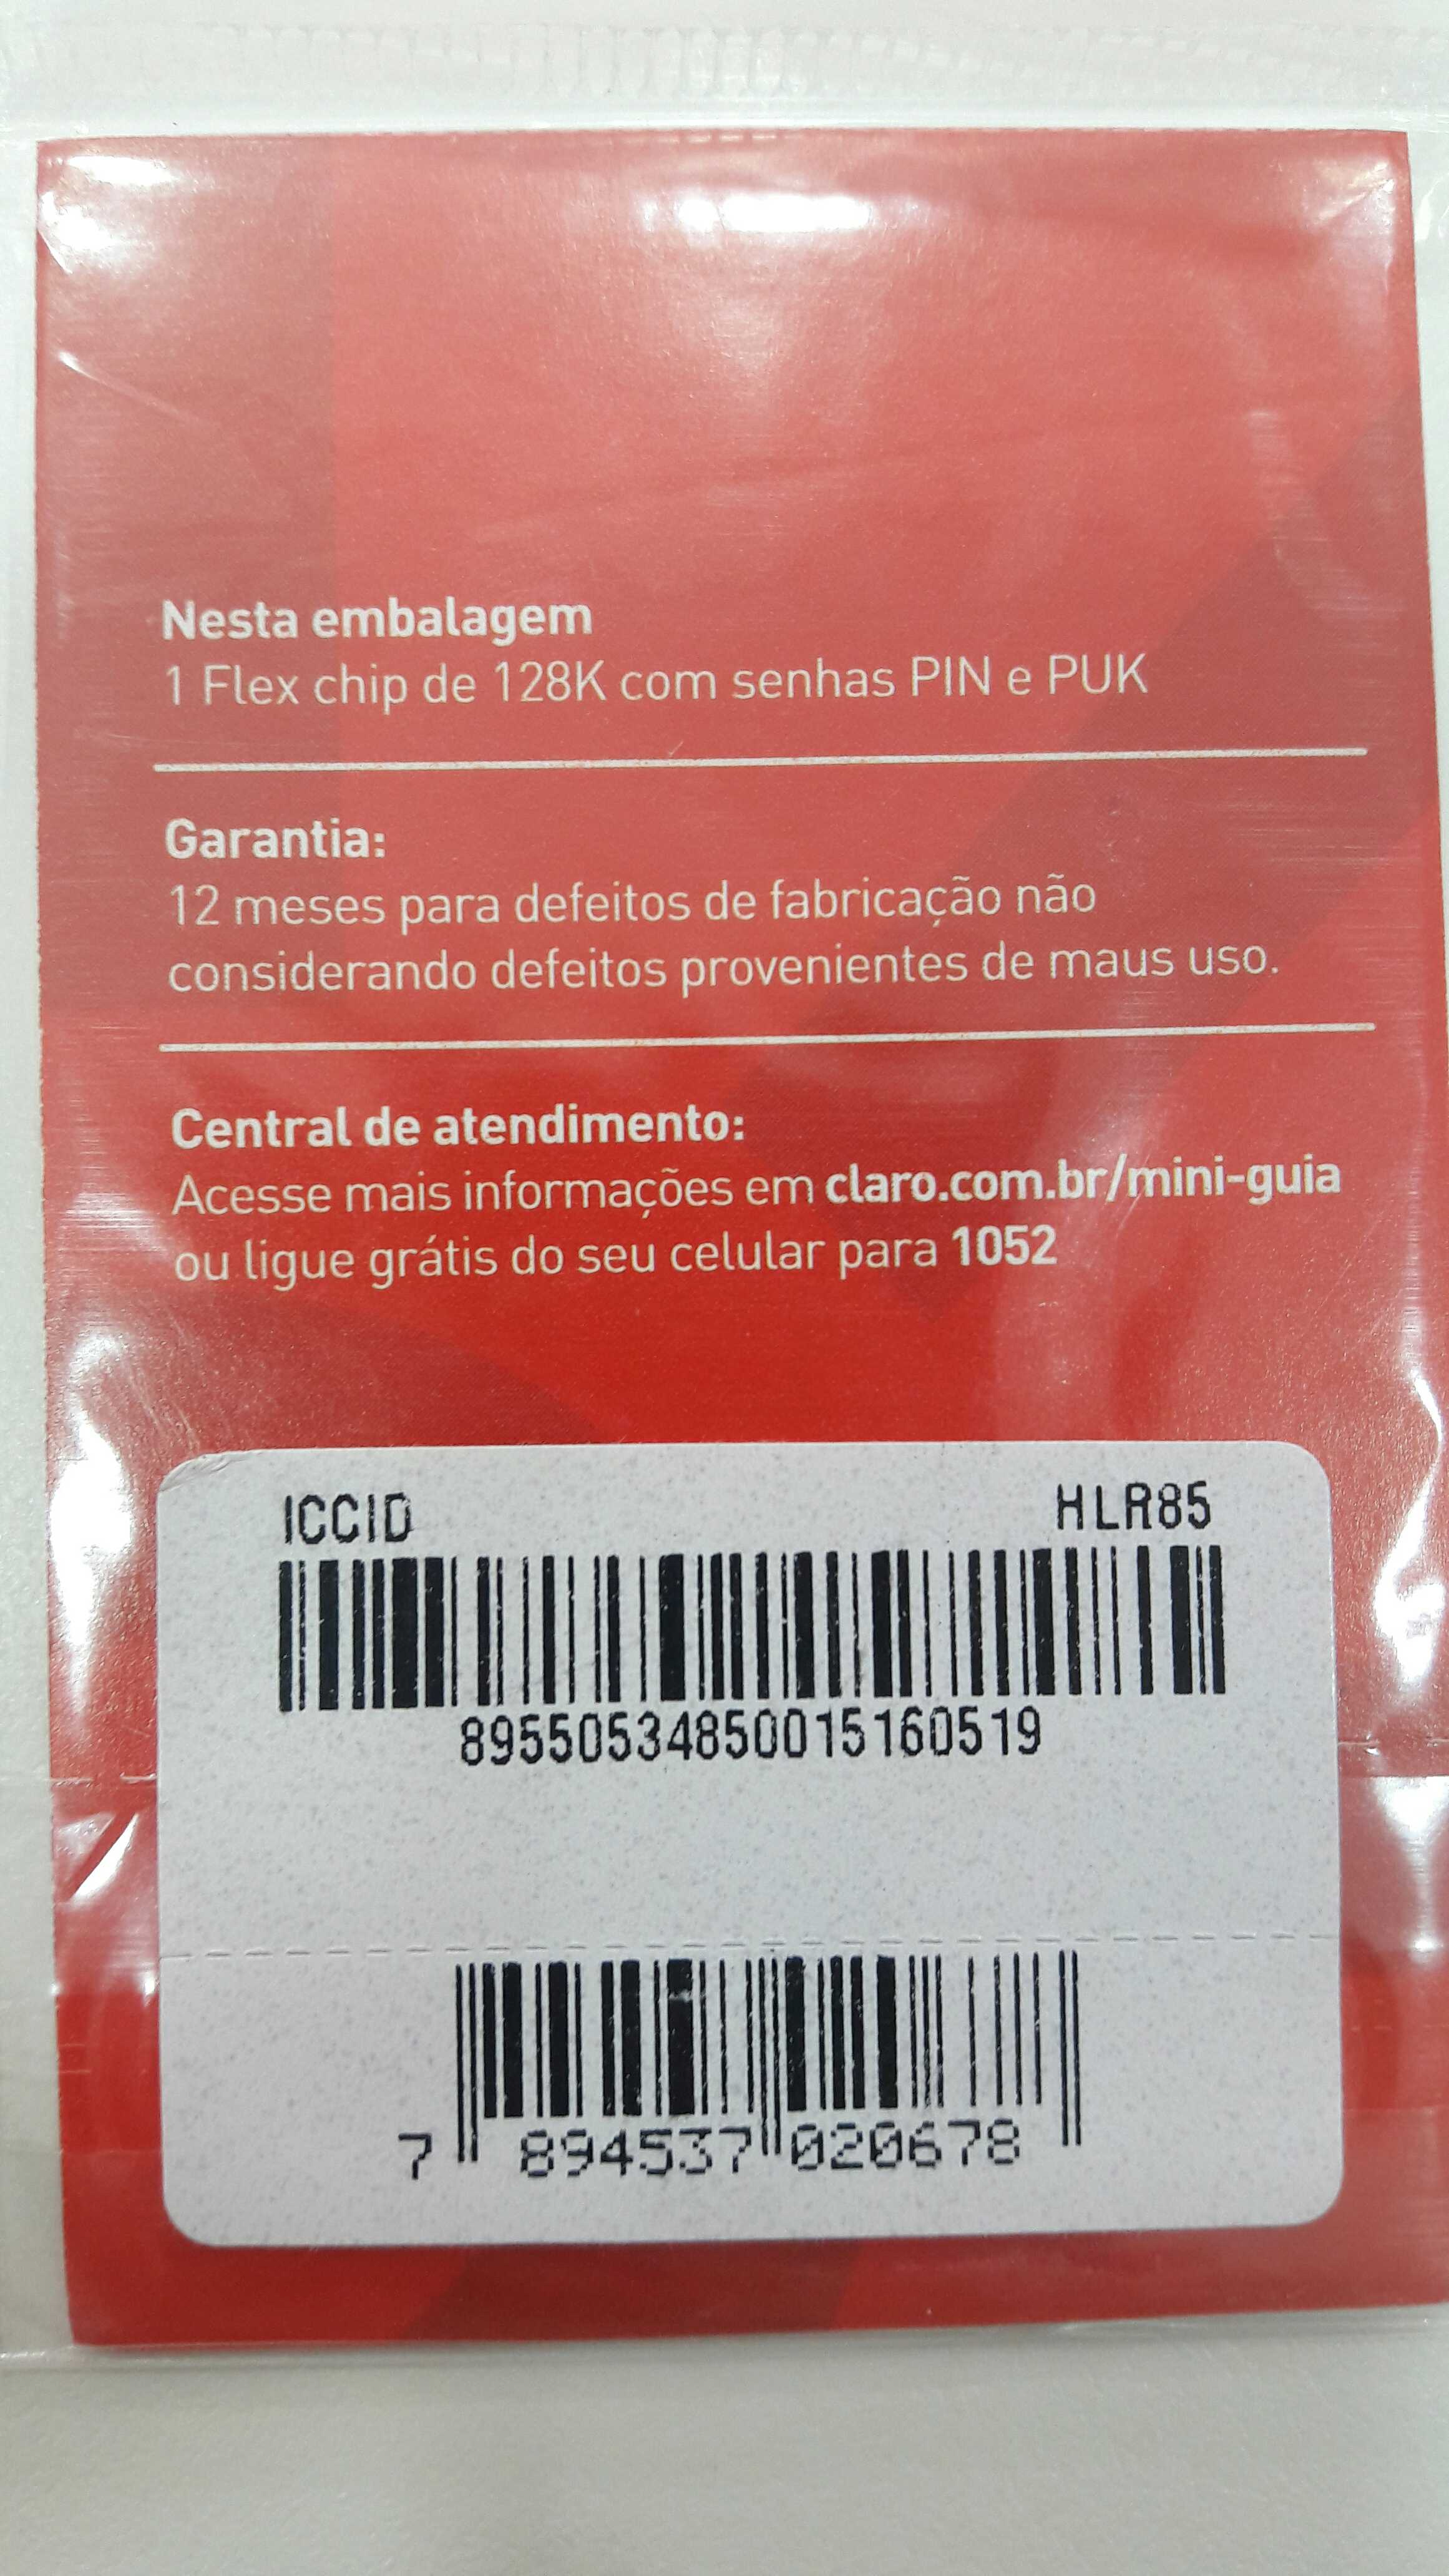 Nesta embalagem
1 Flex chip de 128K com senhas PIN e PUK
Garantia:
12 meses para defeitos de fabricação não
considerando defeitos provenientes de maus uso.
Central de atendimento:
Acesse mais informações em claro.com.br/mini-guia
ou ligue grátis do seu celular para 1052
ICCID HLR85
89550534850015160519
7 894537 020678